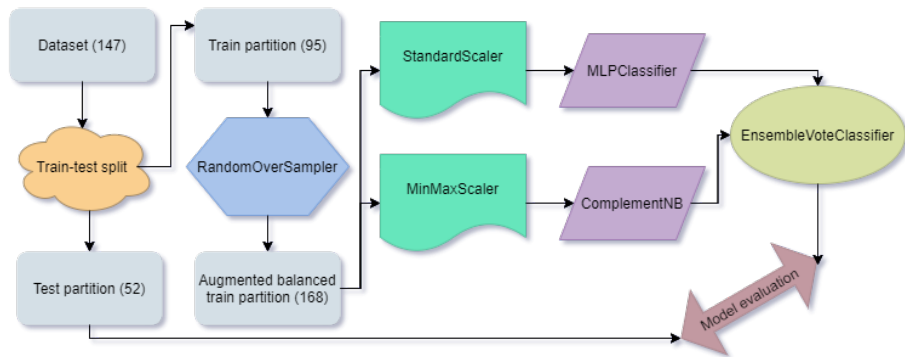 Dataset (147)
Train-test split
Test partition (52)
Train partition (95)
RandomOverSampler
Augmented balanced
train partition (168)
StandardScaler
MinMaxScaler
MLPClassifier
ComplementNB
EnsembleVoteClassifier
Model evaluation